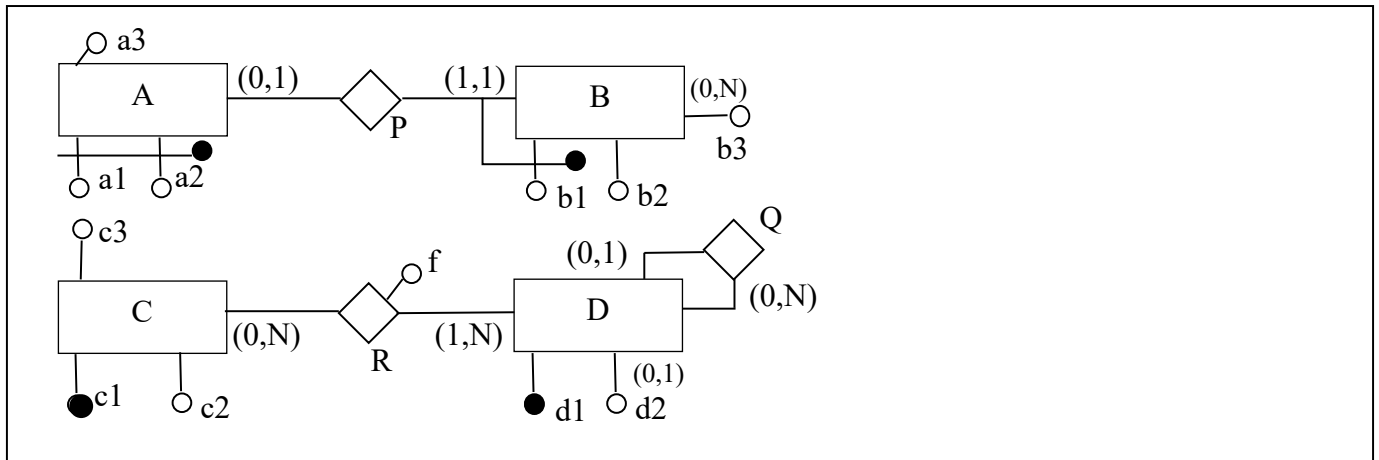 a3
A (0,1) P (1,1) B (0,N)
b3
a1 a2 b1 b2
c3 f (0,1) Q
C (0,N) R (1,N) D (0,N)
c1 c2 d1 d2 (0,1)